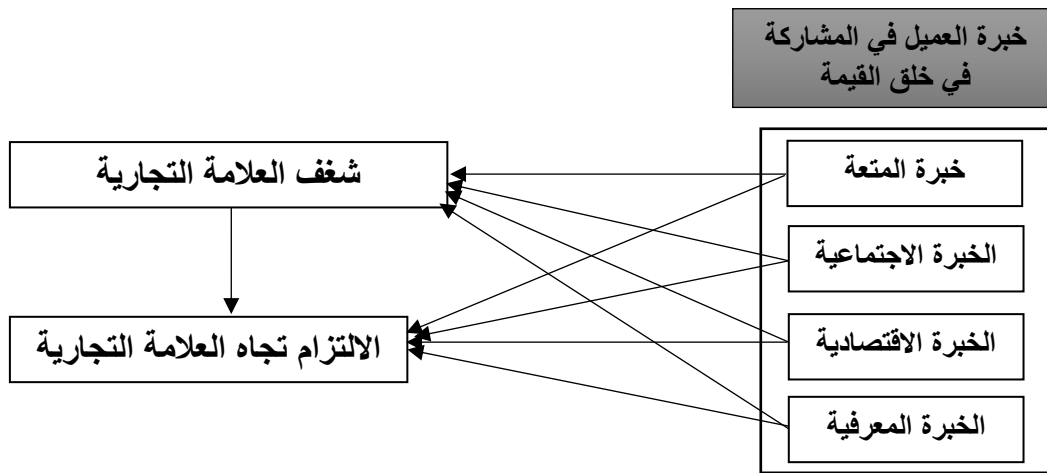 خبرة العميل في المشاركة
في خلق القيمة
خبرة المتعة
شغف العلامة التجارية
الخبرة الاجتماعية
الخبرة الاقتصادية
الالتزام تجاه العلامة التجارية
الخبرة المعرفية